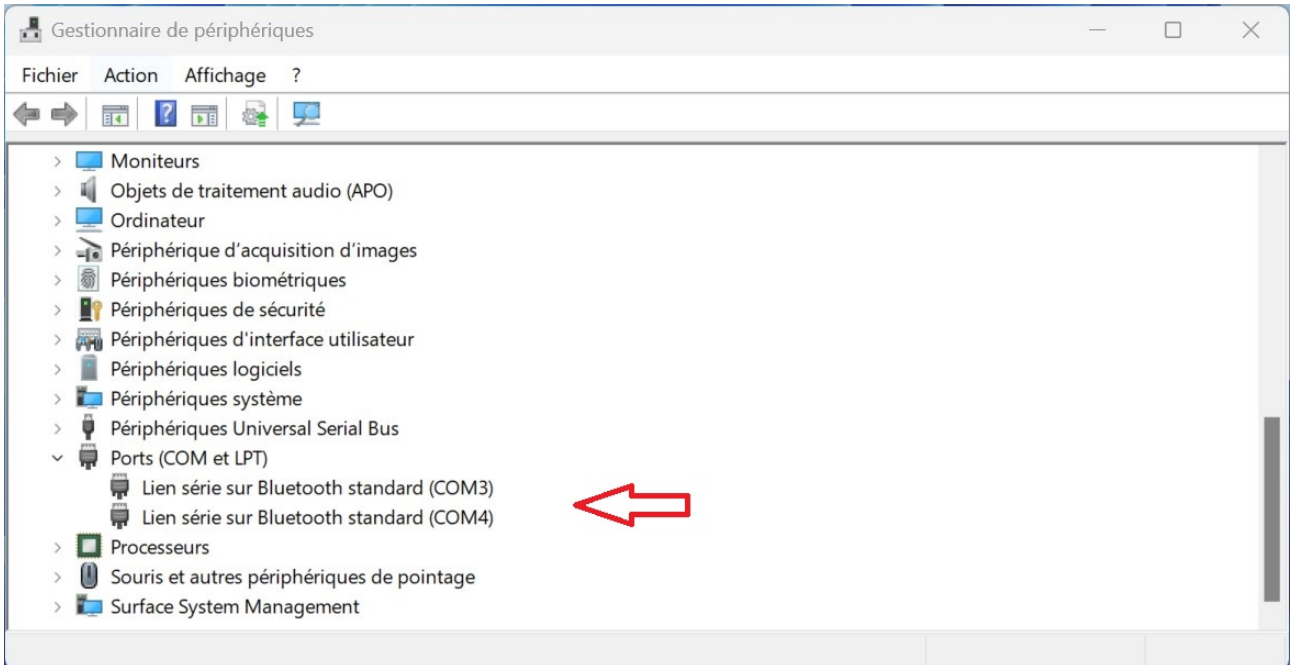 Gestionnaire de périphériques
Fichier Action Affichage ?
Moniteurs
Objets de traitement audio (APO)
Ordinateur
Périphérique d’acquisition d’images
Périphériques biométriques
Périphériques de sécurité
Périphériques d'interface utilisateur
Périphériques logiciels
Périphériques système
Périphériques Universal Serial Bus
Ports (COM et LPT)
Lien série sur Bluetooth standard (COM3)
Lien série sur Bluetooth standard (COM4)
Processeurs
Souris et autres périphériques de pointage
Surface System Management